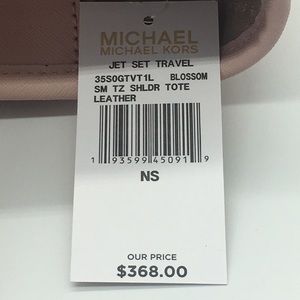 MICHAEL
MICHAEL KORS
JET SET TRAVEL
35S0GTVT1L BLOSSOM
SM TZ SHLDR TOTE
LEATHER
1 93599 45091 9
NS
OUR PRICE
$368.00